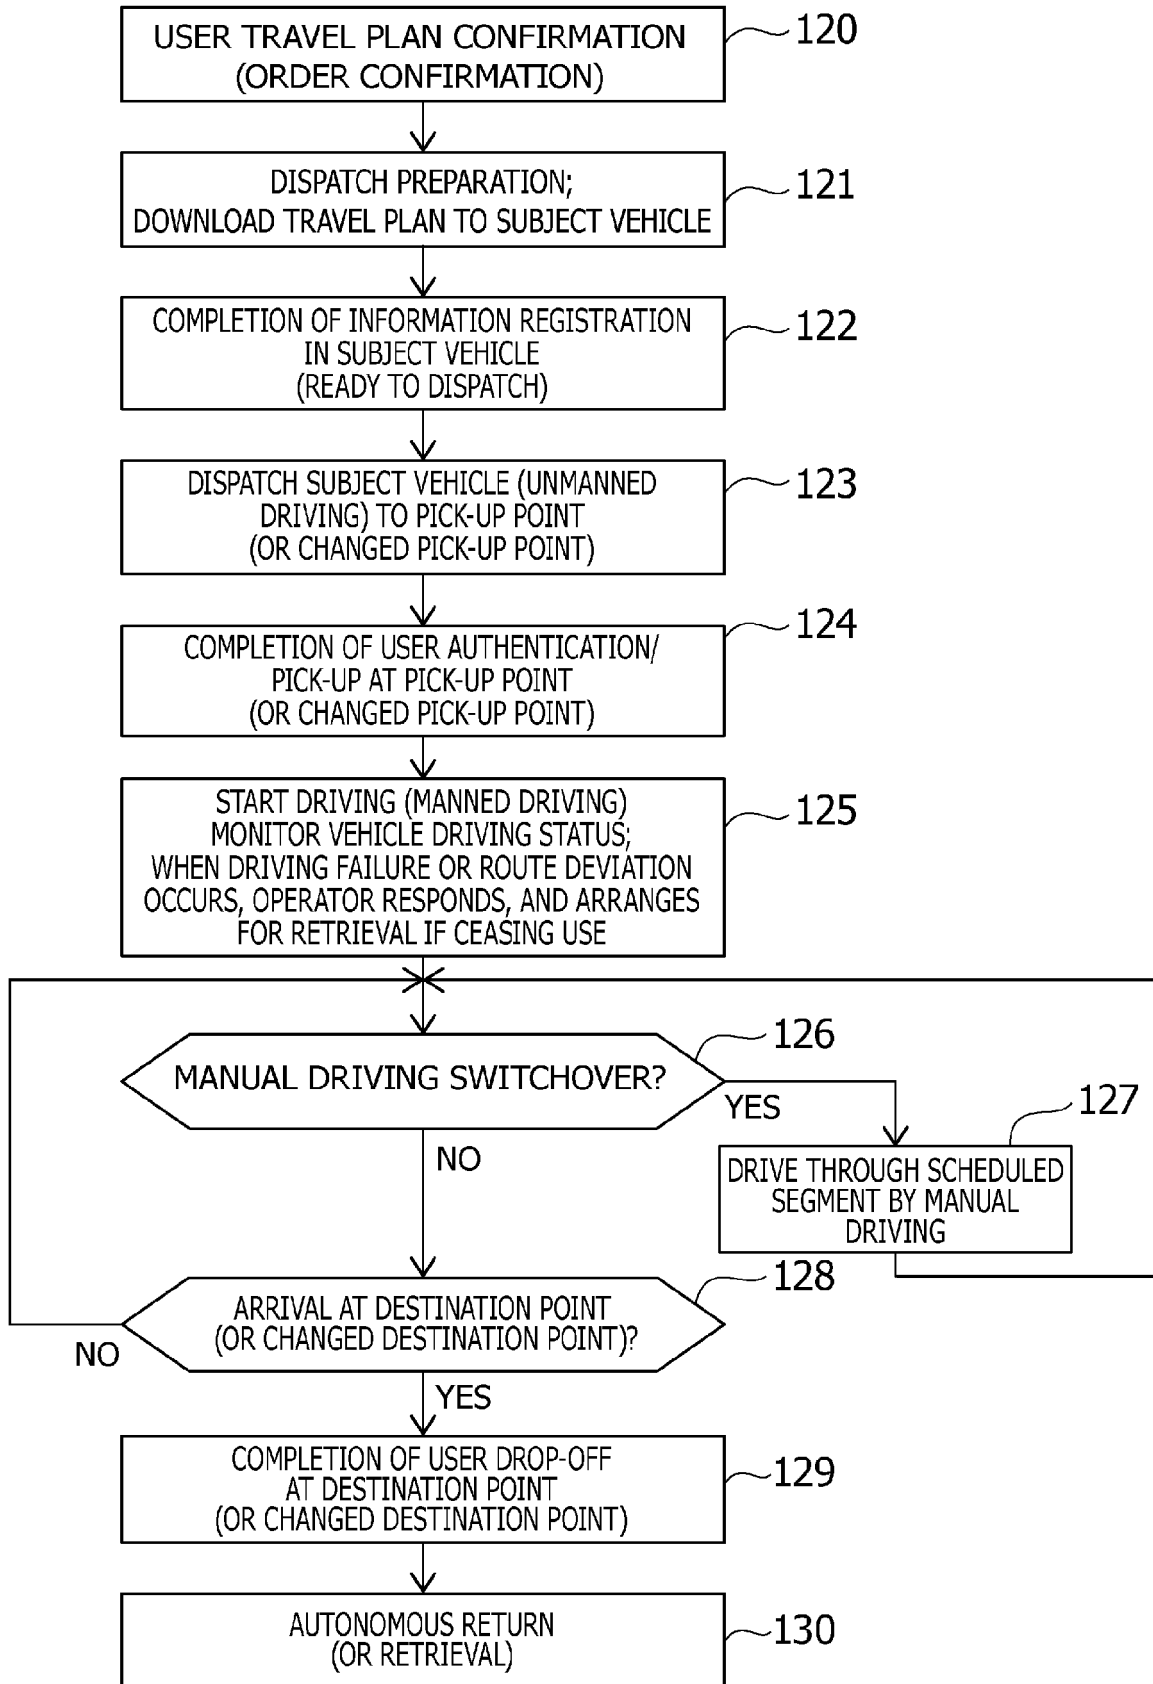 USER TRAVEL PLAN CONFIRMATION
(ORDER CONFIRMATION)
120
DISPATCH PREPARATION;
DOWNLOAD TRAVEL PLAN TO SUBJECT VEHICLE
121
COMPLETION OF INFORMATION REGISTRATION
IN SUBJECT VEHICLE
(READY TO DISPATCH)
122
DISPATCH SUBJECT VEHICLE (UNMANNED
DRIVING) TO PICK-UP POINT
(OR CHANGED PICK-UP POINT)
123
COMPLETION OF USER AUTHENTICATION/
PICK-UP AT PICK-UP POINT
(OR CHANGED PICK-UP POINT)
124
START DRIVING (MANNED DRIVING)
MONITOR VEHICLE DRIVING STATUS;
WHEN DRIVING FAILURE OR ROUTE DEVIATION
OCCURS, OPERATOR RESPONDS, AND ARRANGES
FOR RETRIEVAL IF CEASING USE
125
MANUAL DRIVING SWITCHOVER?
126
YES
NO
DRIVE THROUGH SCHEDULED
SEGMENT BY MANUAL
DRIVING
127
ARRIVAL AT DESTINATION POINT
(OR CHANGED DESTINATION POINT)?
128
NO
YES
COMPLETION OF USER DROP-OFF
AT DESTINATION POINT
(OR CHANGED DESTINATION POINT)
129
AUTONOMOUS RETURN
(OR RETRIEVAL)
130